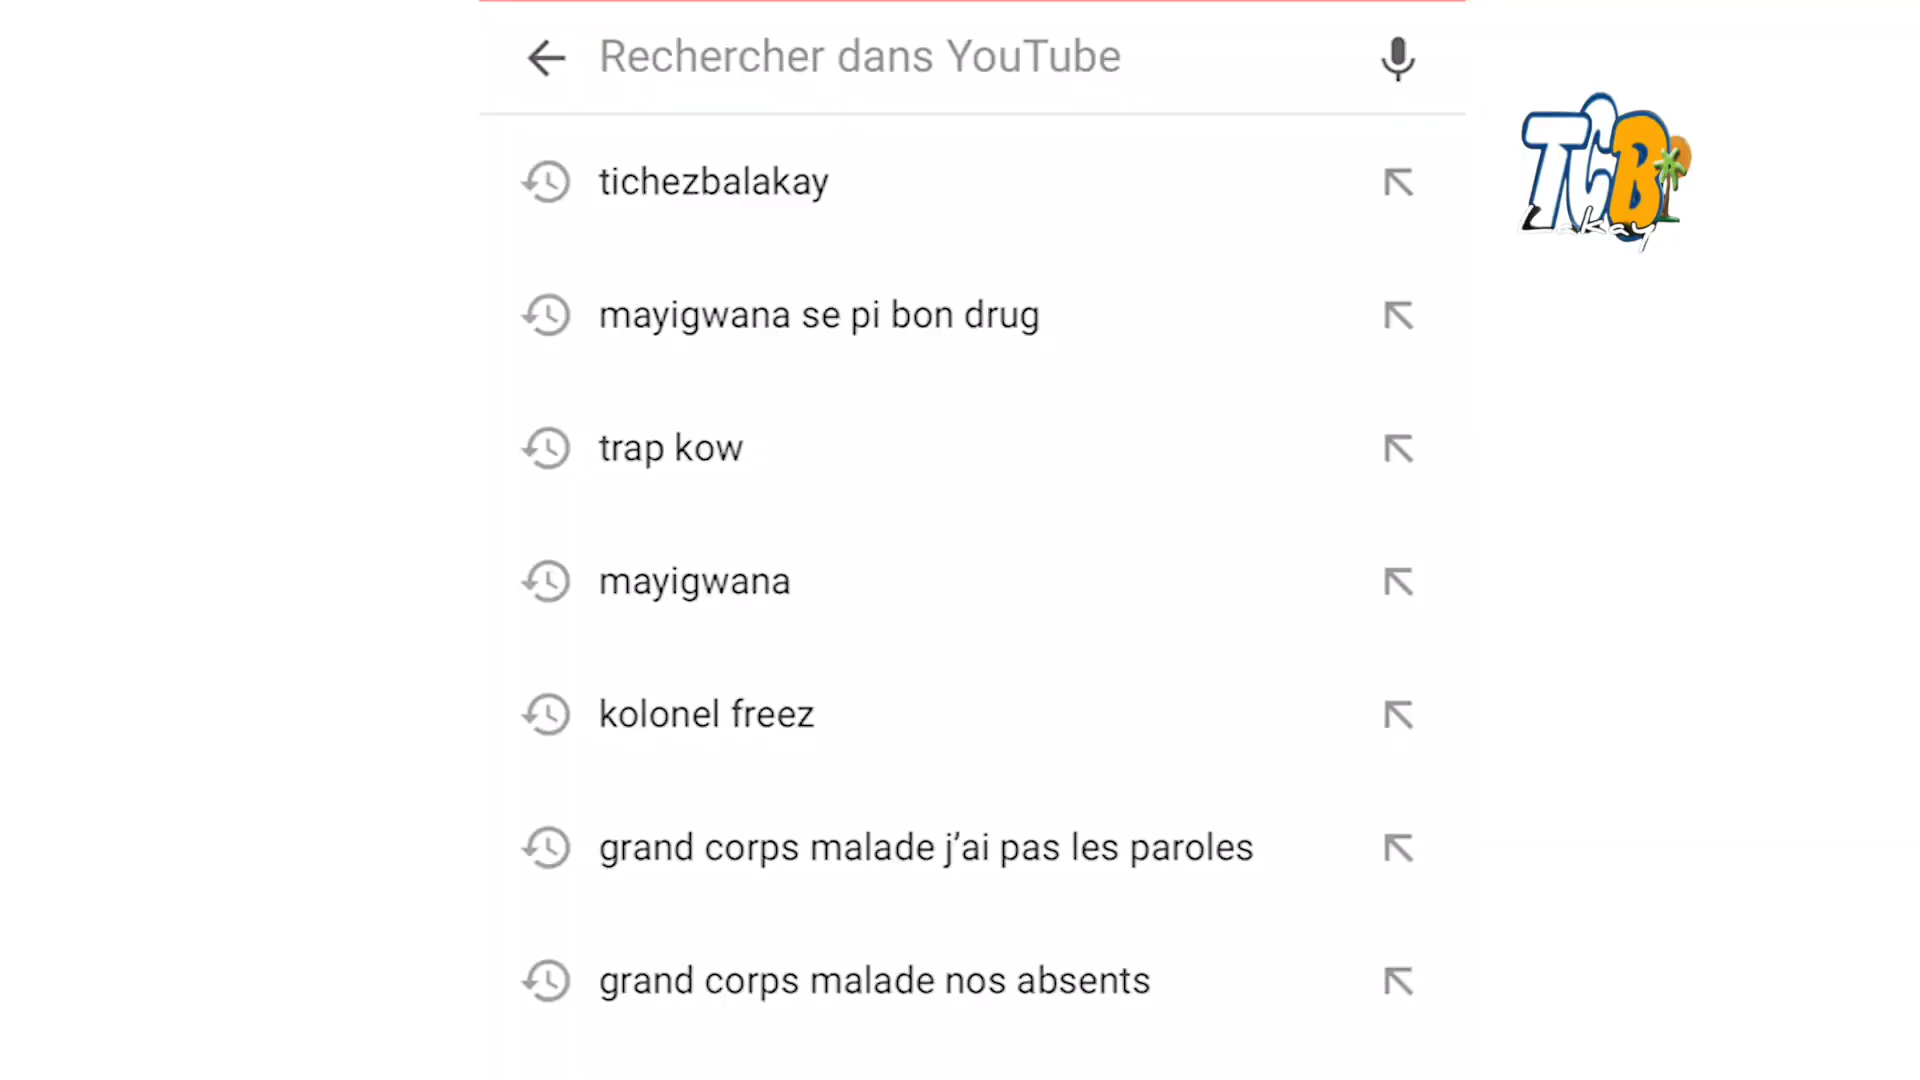 Rechercher dans YouTube
TCB
Lakay
tichezbalakay
mayigwana se pi bon drug
trap kow
mayigwana
kolonel freez
grand corps malade j’ai pas les paroles
grand corps malade nos absents